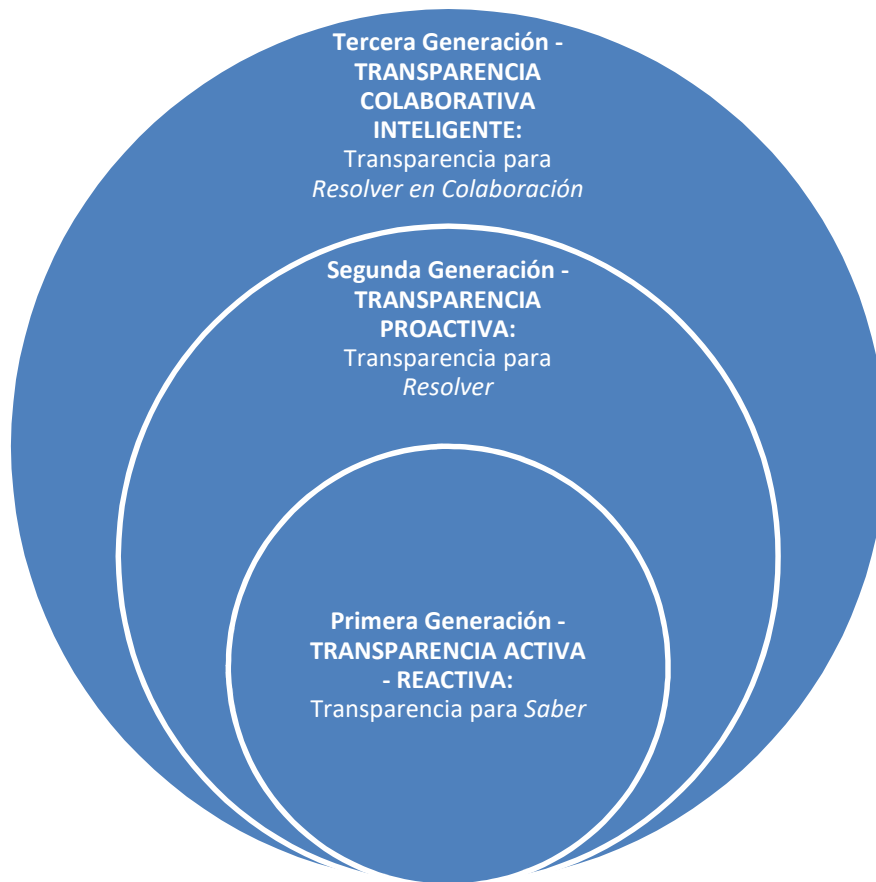 Tercera Generación -
TRANSPARENCIA
COLABORATIVA
INTELIGENTE:
Transparencia para
Resolver en Colaboración
Segunda Generación -
TRANSPARENCIA
PROACTIVA:
Transparencia para
Resolver
Primera Generación -
TRANSPARENCIA ACTIVA
- REACTIVA:
Transparencia para Saber